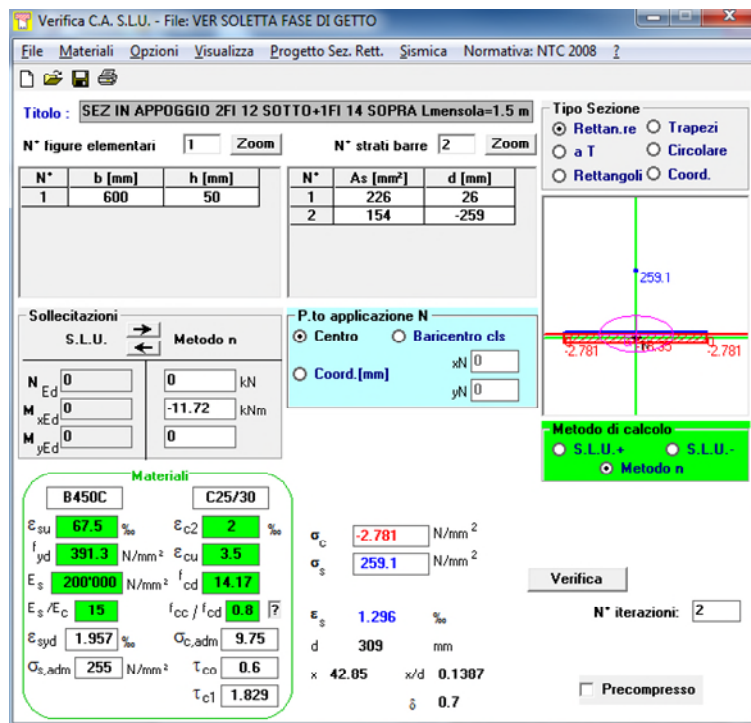 Verifica C.A. S.L.U. - File: VER SOLETTA FASE DI GETTO
File Materiali Opzioni Visualizza Progetto Sez. Rett. Sismica Normativa: NTC 2008 ?
Titolo : SEZ IN APPOGGIO 2FI 12 SOTTO+1FI 14 SOPRA Lmensola=1.5 m
N° figure elementari 1 Zoom N° strati barre 2 Zoom
N° b [mm] h [mm]
1 600 50
N° As [mm²] d [mm]
1 226 26
2 154 -259
Tipo Sezione
Rettan.re Trapezi
a T Circolare
Rettangoli Coord.
259.1
-2.781 -2.781
Sollecitazioni
S.L.U. Metodo n
N Ed 0 0 kN
M xEd 0 -11.72 kNm
M yEd 0 0
P.to applicazione N
Centro Baricentro cls
Coord.[mm] xN 0
yN 0
Metodo di calcolo
S.L.U.+ S.L.U.-
Metodo n
Materiali
B450C C25/30
εsu 67.5 ‰ εc2 2 ‰
fyd 391.3 N/mm² εcu 3.5
Es 200'000 N/mm² fcd 14.17
Es/Ec 15 fcc / fcd 0.8 ?
εsyd 1.957 ‰ σc,adm 9.75
σs,adm 255 N/mm² τco 0.6
τc1 1.829
σc -2.781 N/mm²
σs 259.1 N/mm²
εs 1.296 ‰
d 309 mm
x 42.05 x/d 0.1307
δ 0.7
Verifica
N° iterazioni: 2
Precompresso